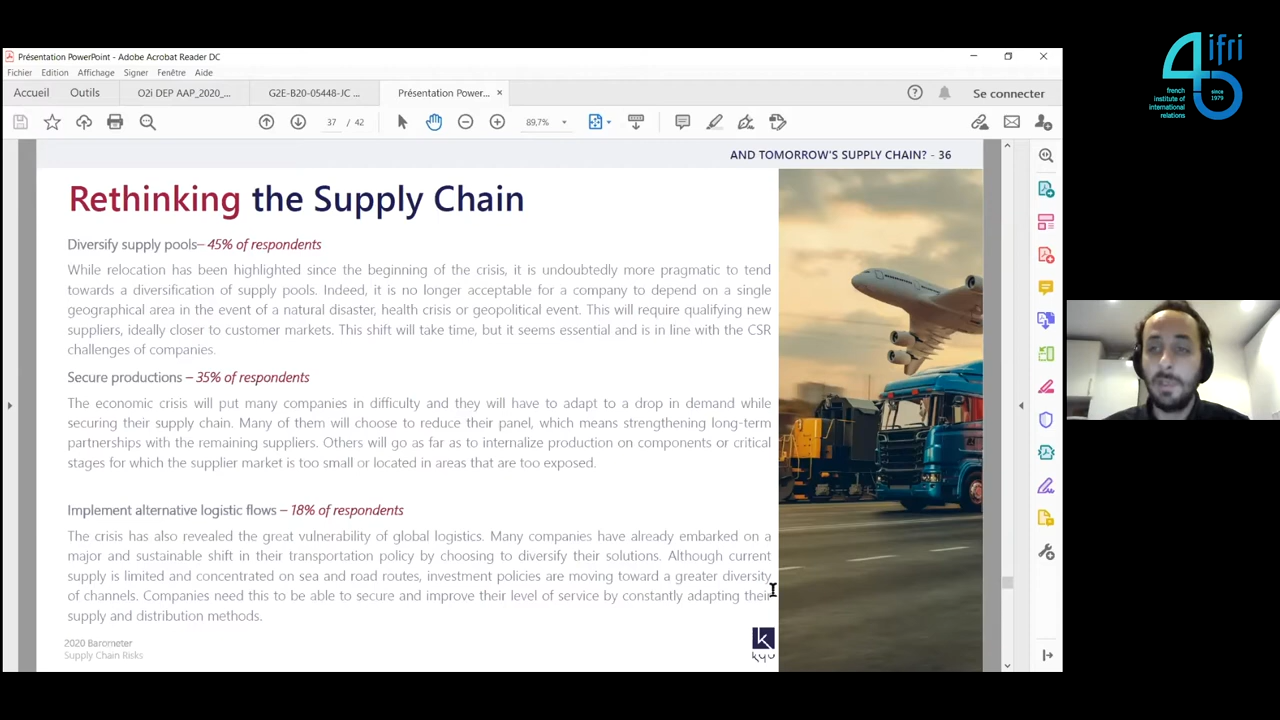 Présentation PowerPoint - Adobe Acrobat Reader DC
Fichier Edition Affichage Signer Fenêtre Aide
Accueil Outils O2i DEP AAP_2020_... G2E-B20-05448-JC ... Présentation Power... ×
Se connecter
37 / 42 89,7%
AND TOMORROW'S SUPPLY CHAIN? - 36
Rethinking the Supply Chain
Diversify supply pools– 45% of respondents
While relocation has been highlighted since the beginning of the crisis, it is undoubtedly more pragmatic to tend
towards a diversification of supply pools. Indeed, it is no longer acceptable for a company to depend on a single
geographical area in the event of a natural disaster, health crisis or geopolitical event. This will require qualifying new
suppliers, ideally closer to customer markets. This shift will take time, but it seems essential and is in line with the CSR
challenges of companies.
Secure productions – 35% of respondents
The economic crisis will put many companies in difficulty and they will have to adapt to a drop in demand while
securing their supply chain. Many of them will choose to reduce their panel, which means strengthening long-term
partnerships with the remaining suppliers. Others will go as far as to internalize production on components or critical
stages for which the supplier market is too small or located in areas that are too exposed.
Implement alternative logistic flows – 18% of respondents
The crisis has also revealed the great vulnerability of global logistics. Many companies have already embarked on a
major and sustainable shift in their transportation policy by choosing to diversify their solutions. Although current
supply is limited and concentrated on sea and road routes, investment policies are moving toward a greater diversity
of channels. Companies need this to be able to secure and improve their level of service by constantly adapting their
supply and distribution methods.
2020 Barometer
Supply Chain Risks
k
kyu
45
ifri
since
1979
french
institute of
international
relations